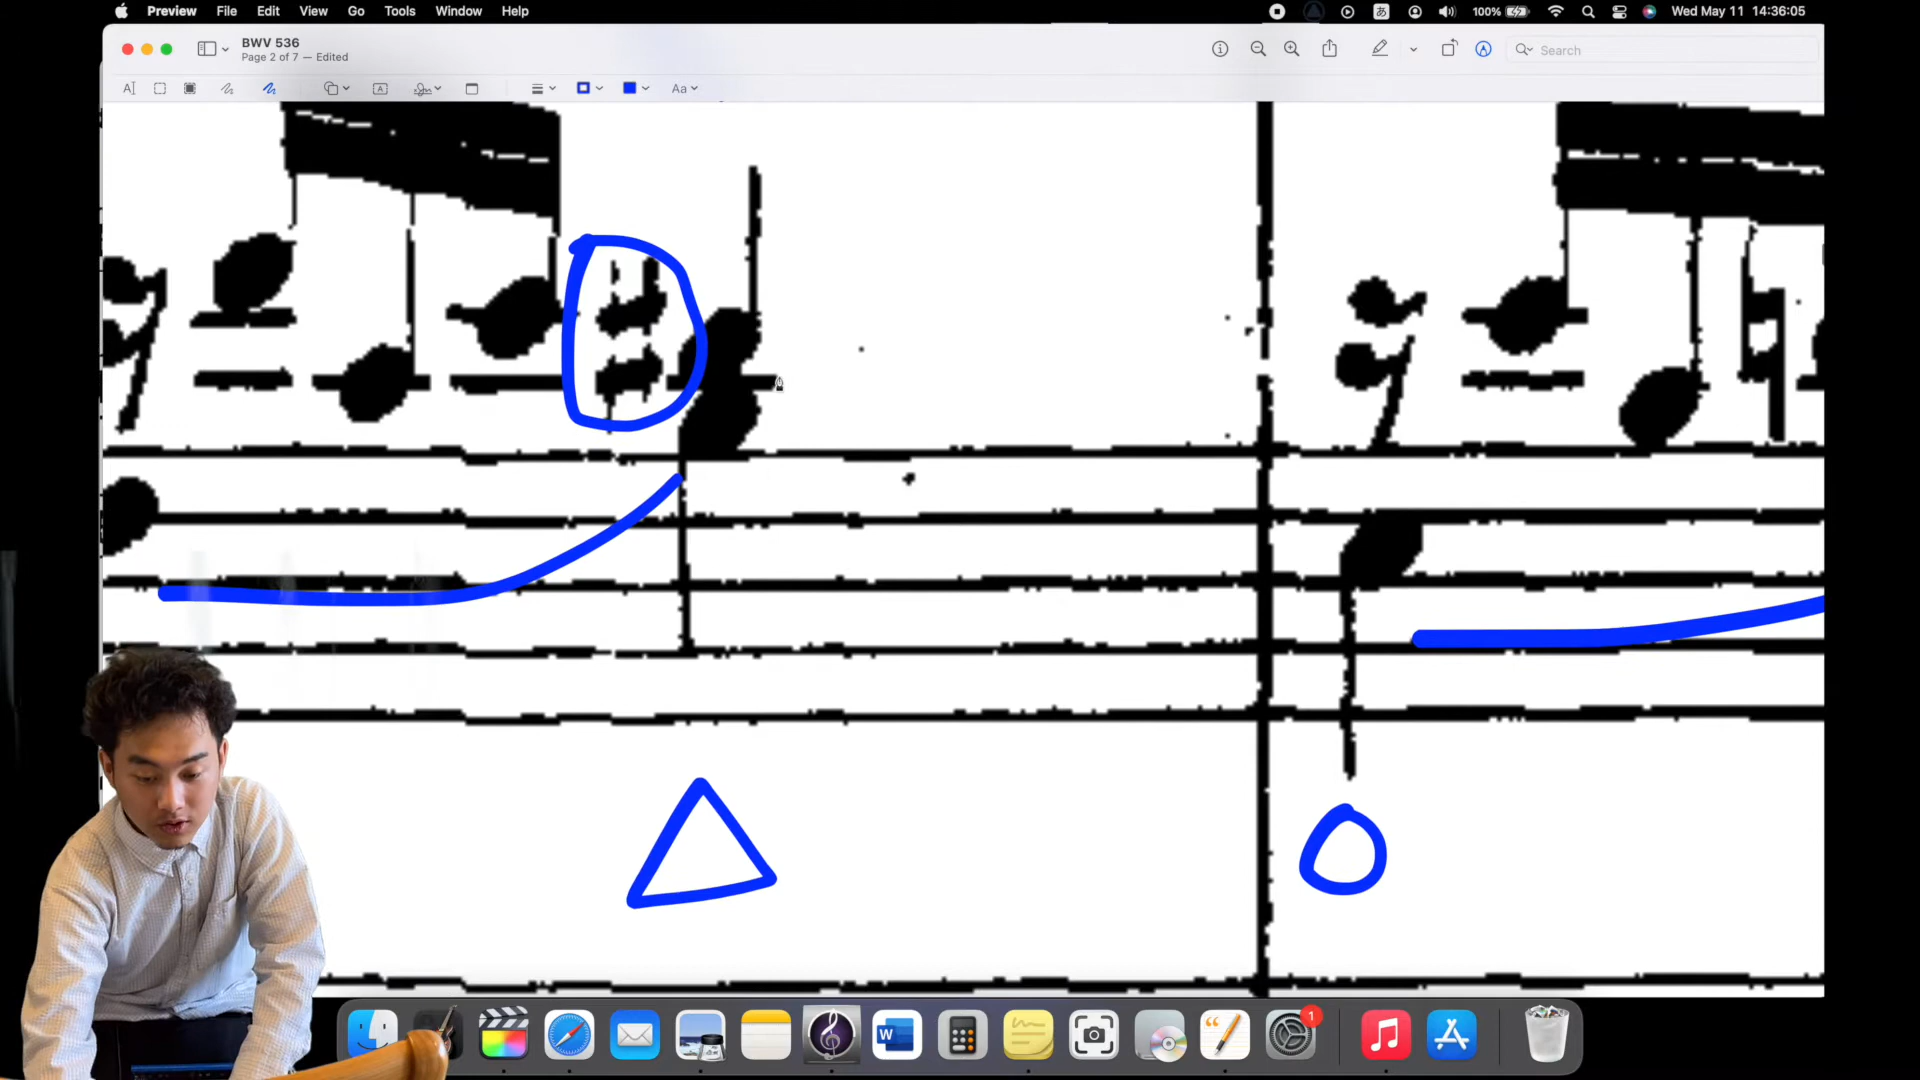 Preview File Edit View Go Tools Window Help あ 100% Wed May 11 14:36:05
BWV 536
Page 2 of 7 — Edited
Search
A A Aa
W
1